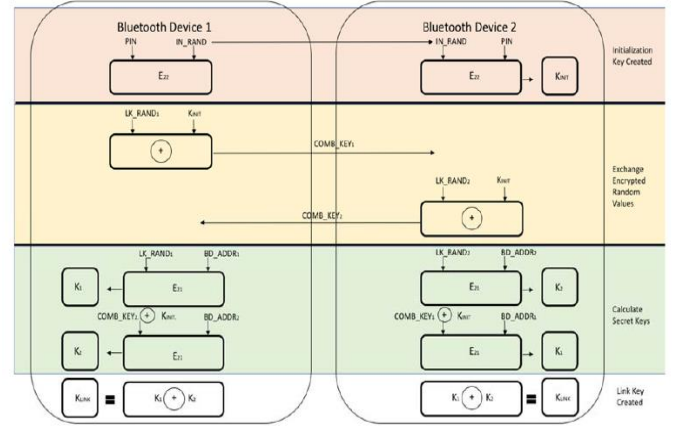 Bluetooth Device 1
Bluetooth Device 2
PIN IN_RAND
IN_RAND PIN
E22
E22
KINIT
Initialization
Key Created
LK_RAND1 KINIT
+
COMB_KEY1
LK_RAND2 KINIT
+
COMB_KEY2
Exchange
Encrypted
Random
Values
LK_RAND1 BD_ADDR1
K1
E21
COMB_KEY2 + KINIT BD_ADDR2
K2
E21
LK_RAND2 BD_ADDR2
E21
K2
COMB_KEY1 + KINIT BD_ADDR1
E21
K1
Calculate
Secret Keys
KLINK = K1 + K2
K1 + K2 = KLINK
Link Key
Created